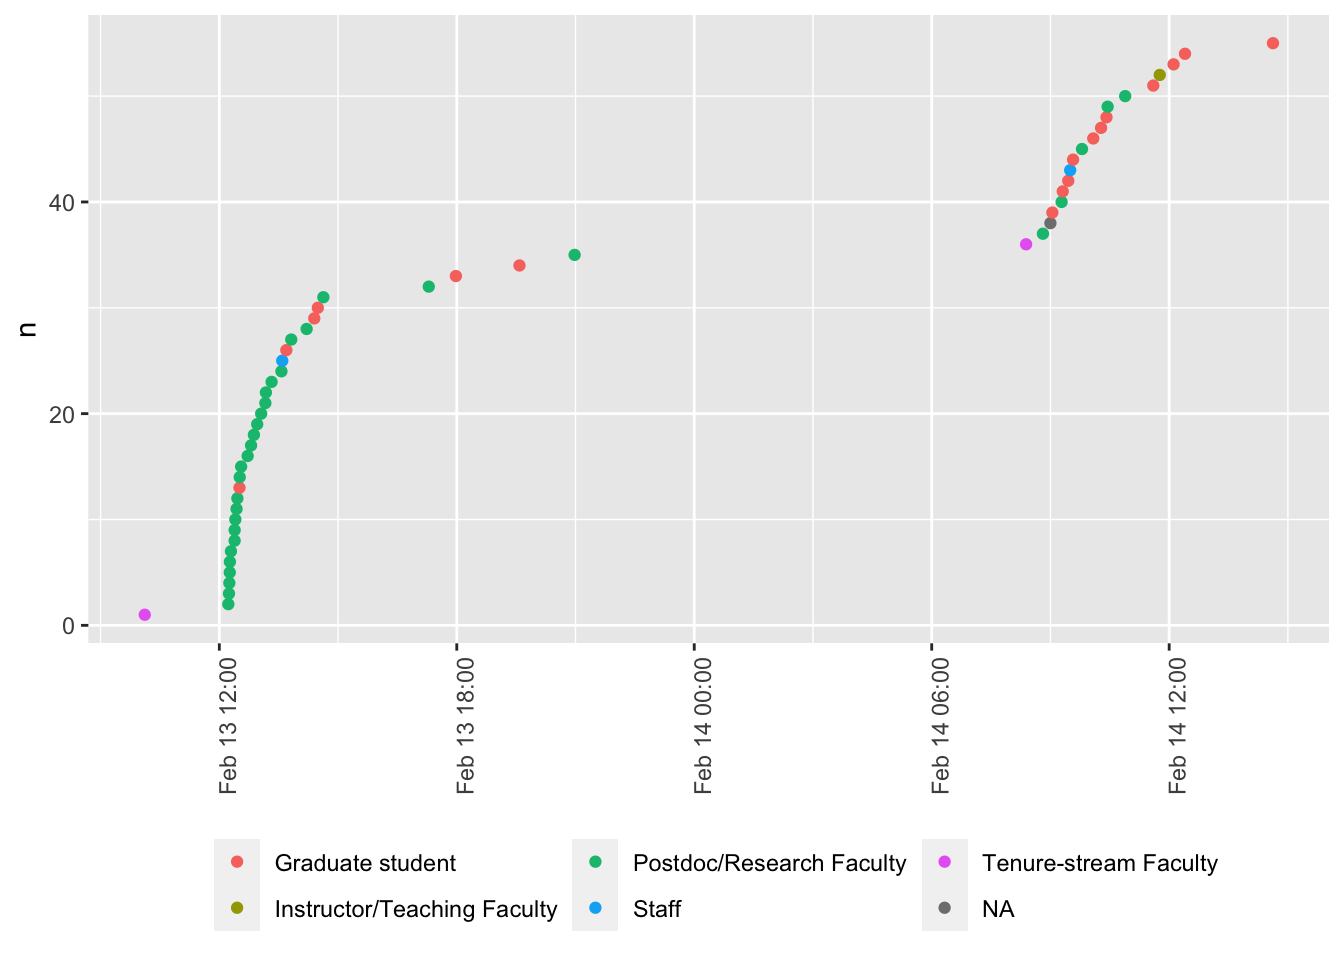 n
40
20
0
Feb 13 12:00
Feb 13 18:00
Feb 14 00:00
Feb 14 06:00
Feb 14 12:00
Graduate student
Postdoc/Research Faculty
Tenure-stream Faculty
Instructor/Teaching Faculty
Staff
NA